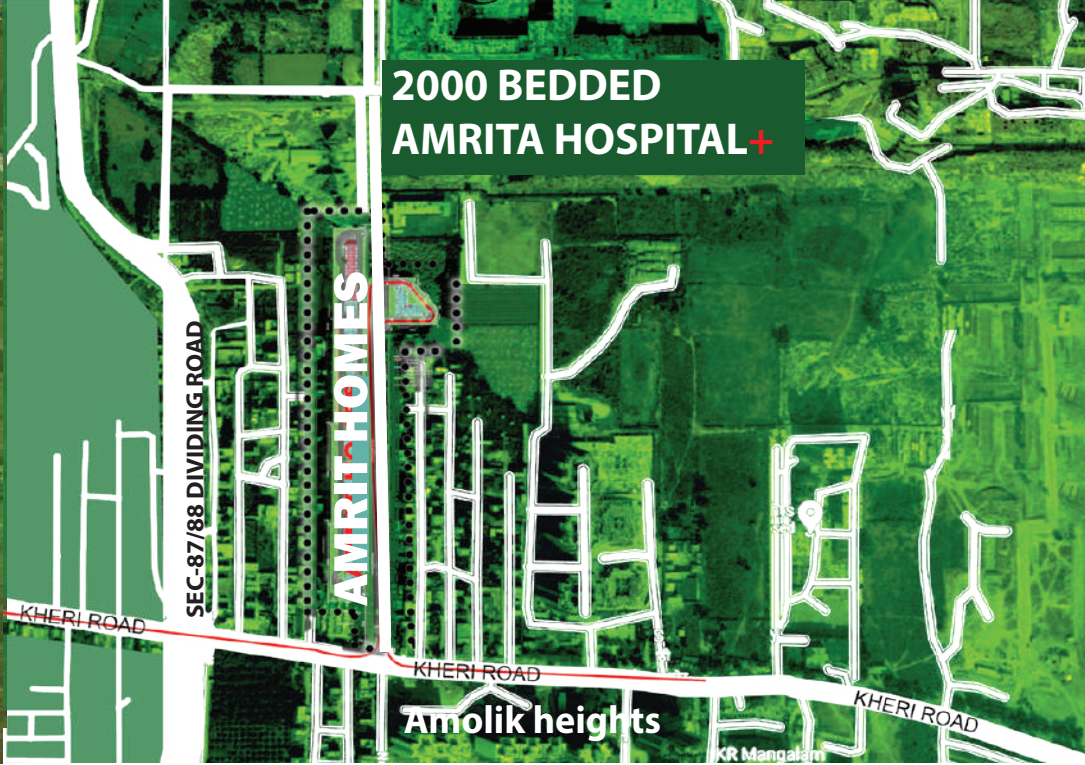 2000 BEDDED
AMRITA HOSPITAL+
AMRIT HOMES
SEC-87/88 DIVIDING ROAD
KHERI ROAD
KHERI ROAD
KHERI ROAD
Amolik heights
KR Mangalam